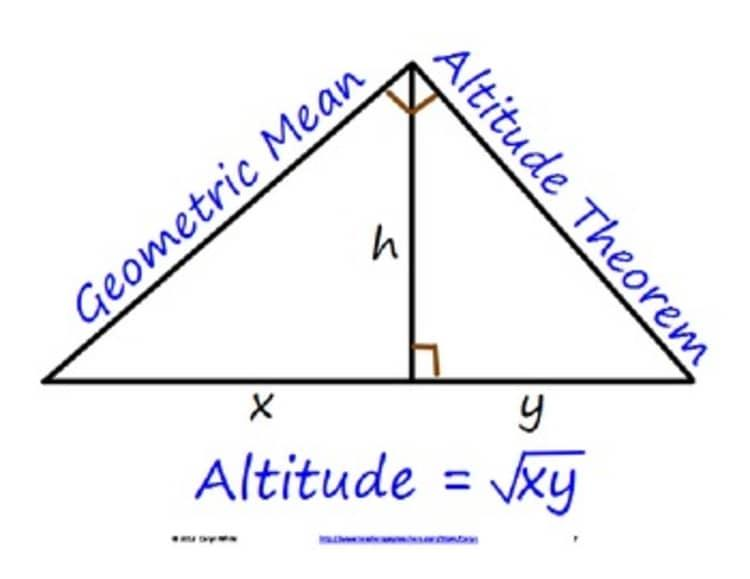 Geometric Mean
Altitude Theorem
h
x
y
Altitude = √xy